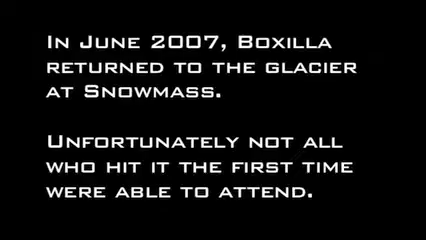 In June 2007, Boxilla
returned to the glacier
at Snowmass.
Unfortunately not all
who hit it the first time
were able to attend.